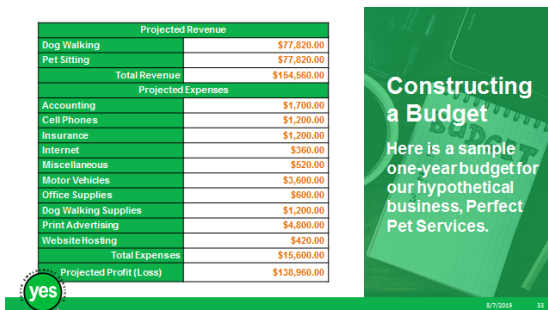 Projected Revenue
Dog Walking $77,820.00
Pet Sitting $77,820.00
Total Revenue $154,560.00
Projected Expenses
Accounting $1,700.00
Cell Phones $1,200.00
Insurance $1,200.00
Internet $360.00
Miscellaneous $520.00
Motor Vehicles $3,600.00
Office Supplies $600.00
Dog Walking Supplies $1,200.00
Print Advertising $4,800.00
Website Hosting $420.00
Total Expenses $15,600.00
Projected Profit (Loss) $138,960.00
Constructing
a Budget
Here is a sample
one-year budget for
our hypothetical
business, Perfect
Pet Services.
BUDGET
yes
8/7/2019 33